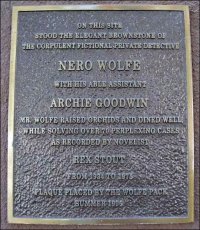 ON THIS SITE
STOOD THE ELEGANT BROWNSTONE OF
THE CORPULENT FICTIONAL PRIVATE DETECTIVE
NERO WOLFE
WITH HIS ABLE ASSISTANT
ARCHIE GOODWIN
MR. WOLFE RAISED ORCHIDS AND DINED WELL,
WHILE SOLVING OVER 70 PERPLEXING CASES
AS RECORDED BY NOVELIST
REX STOUT
FROM 1934 TO 1975
PLAQUE PLACED BY THE WOLFE PACK
SUMMER 1996